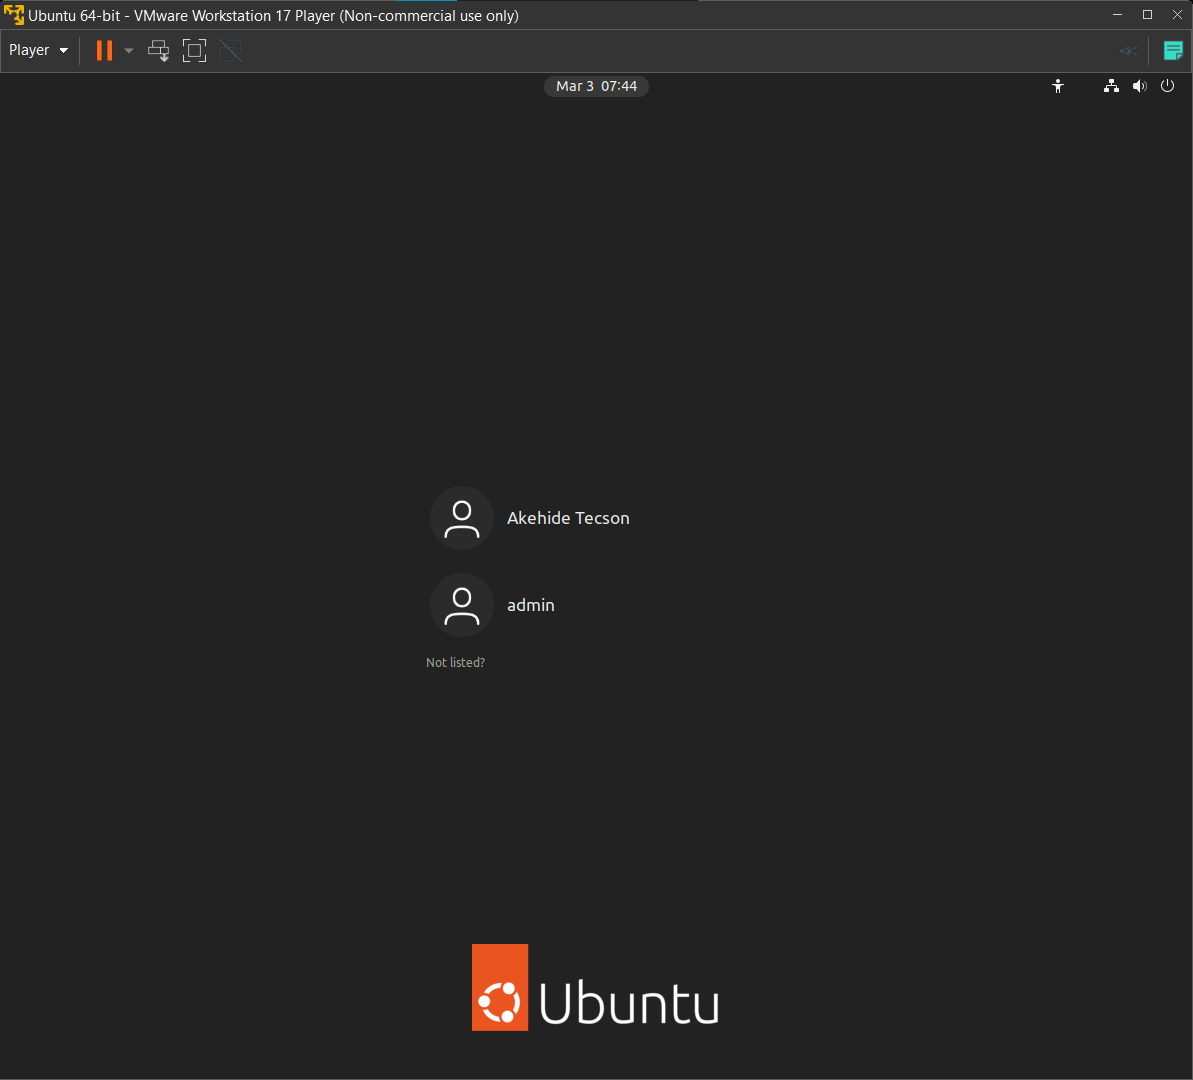 Ubuntu 64-bit - VMware Workstation 17 Player (Non-commercial use only)
Player
Mar 3 07:44
Akehide Tecson
admin
Not listed?
Ubuntu